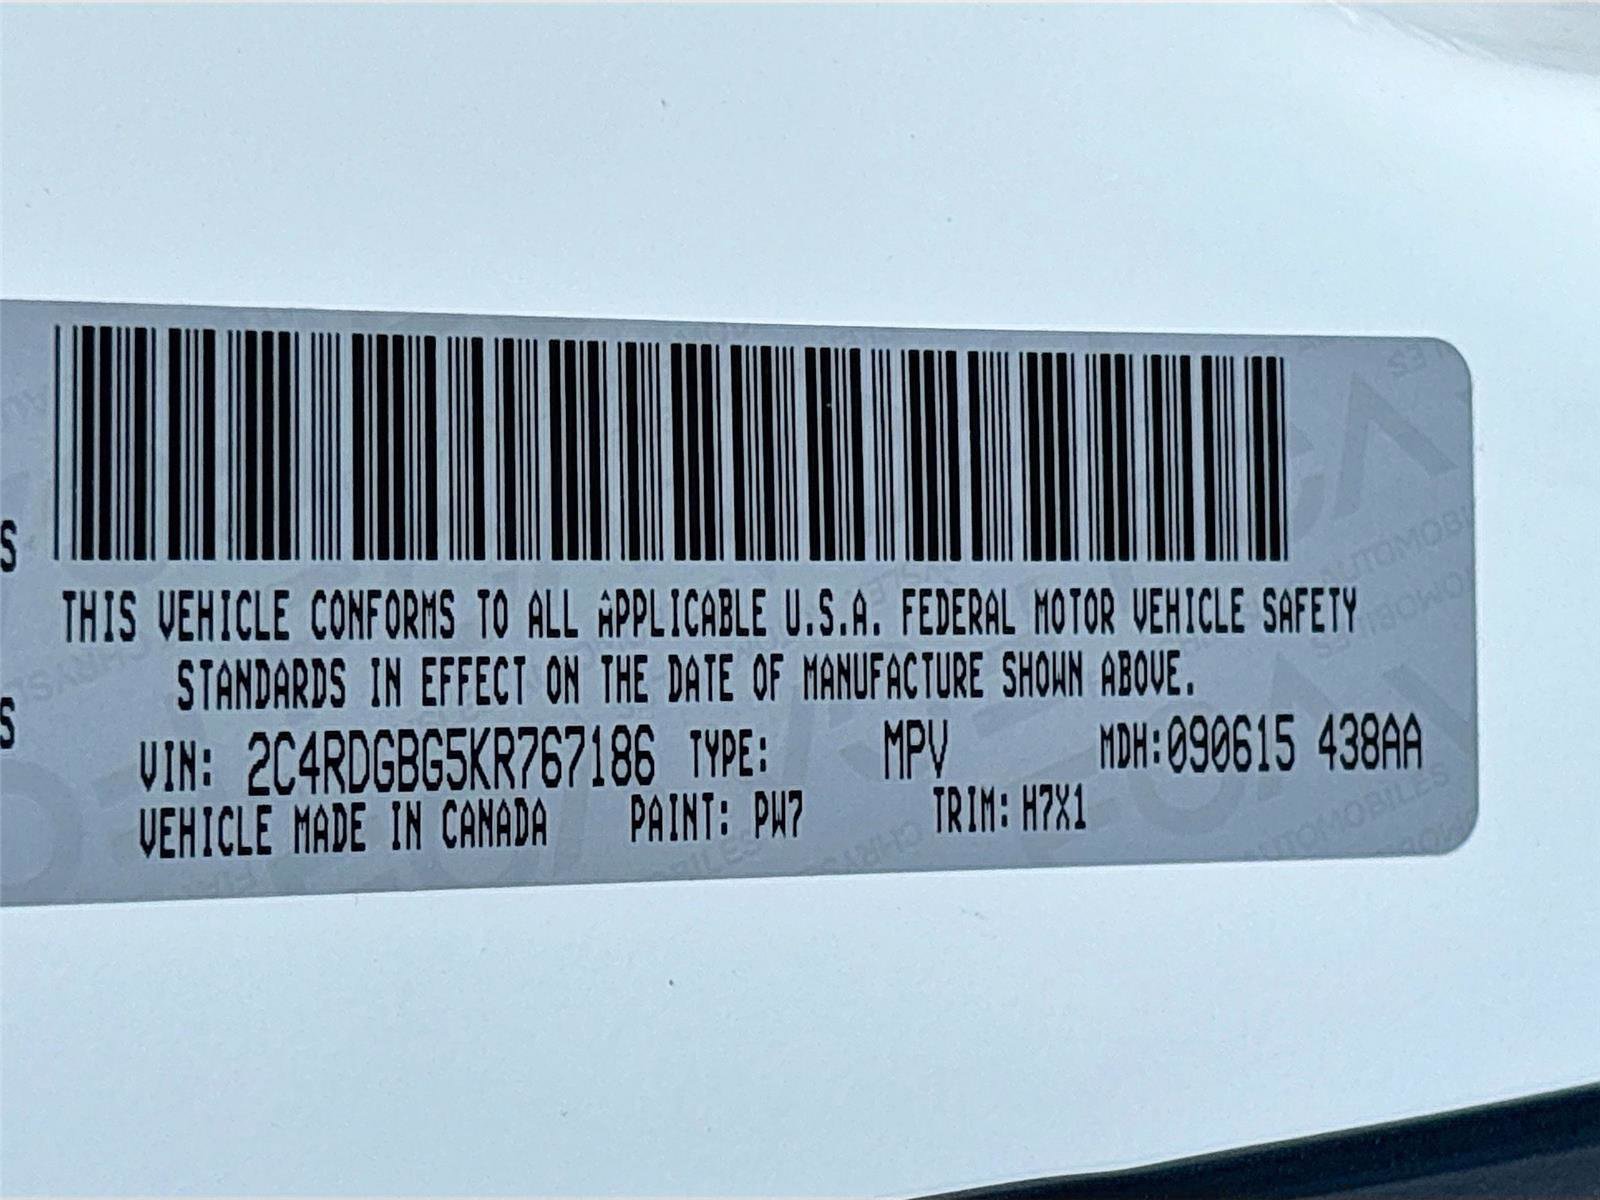 S
THIS VEHICLE CONFORMS TO ALL APPLICABLE U.S.A. FEDERAL MOTOR VEHICLE SAFETY
STANDARDS IN EFFECT ON THE DATE OF MANUFACTURE SHOWN ABOVE.
S
VIN: 2C4RDGBG5KR767186 TYPE: MPV MDH:090615 438AA
VEHICLE MADE IN CANADA PAINT: PW7 TRIM: H7X1